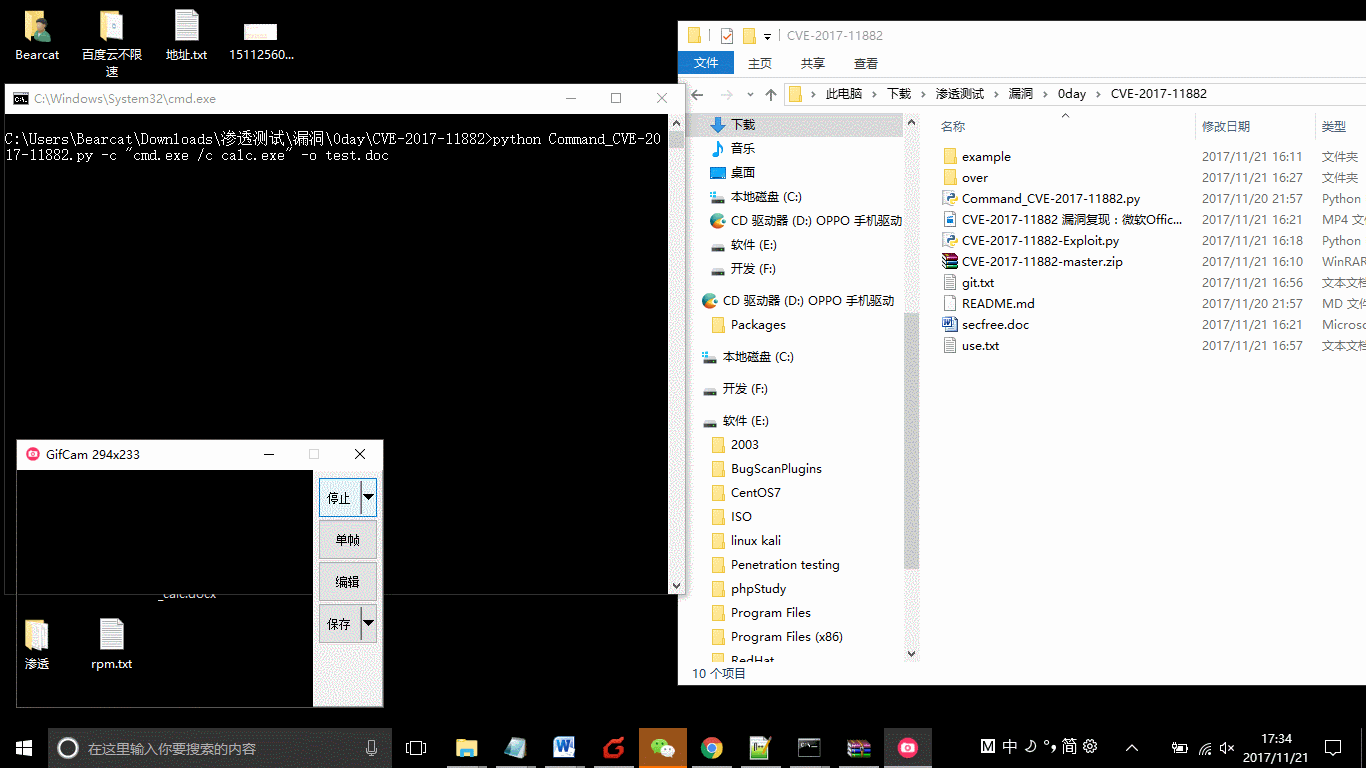 Bearcat
百度云不限
速
地址.txt
15112560...
C:\Windows\System32\cmd.exe
C:\Users\Bearcat\Downloads\渗透测试\漏洞\0day\CVE-2017-11882>python Command_CVE-20
17-11882.py -c "cmd.exe /c calc.exe" -o test.doc
GifCam 294x233
停止
单帧
编辑
保存
_calc.docx
渗透
rpm.txt
CVE-2017-11882
文件 主页 共享 查看
此电脑 下载 渗透测试 漏洞 0day CVE-2017-11882
下载
音乐
桌面
本地磁盘 (C:)
CD 驱动器 (D:) OPPO 手机驱动
软件 (E:)
开发 (F:)
CD 驱动器 (D:) OPPO 手机驱动
Packages
本地磁盘 (C:)
开发 (F:)
软件 (E:)
2003
BugScanPlugins
CentOS7
ISO
linux kali
Penetration testing
phpStudy
Program Files
Program Files (x86)
RedHat
名称 修改日期 类型
example 2017/11/21 16:11 文件夹
over 2017/11/21 16:27 文件夹
Command_CVE-2017-11882.py 2017/11/20 21:57 Python
CVE-2017-11882 漏洞复现：微软Offic... 2017/11/21 16:21 MP4 文
CVE-2017-11882-Exploit.py 2017/11/21 16:18 Python
CVE-2017-11882-master.zip 2017/11/21 16:10 WinRAR
git.txt 2017/11/21 16:56 文本文档
README.md 2017/11/20 21:57 MD 文件
secfree.doc 2017/11/21 16:21 Microso
use.txt 2017/11/21 16:57 文本文档
10 个项目
在这里输入你要搜索的内容
M 中 简
17:34
2017/11/21